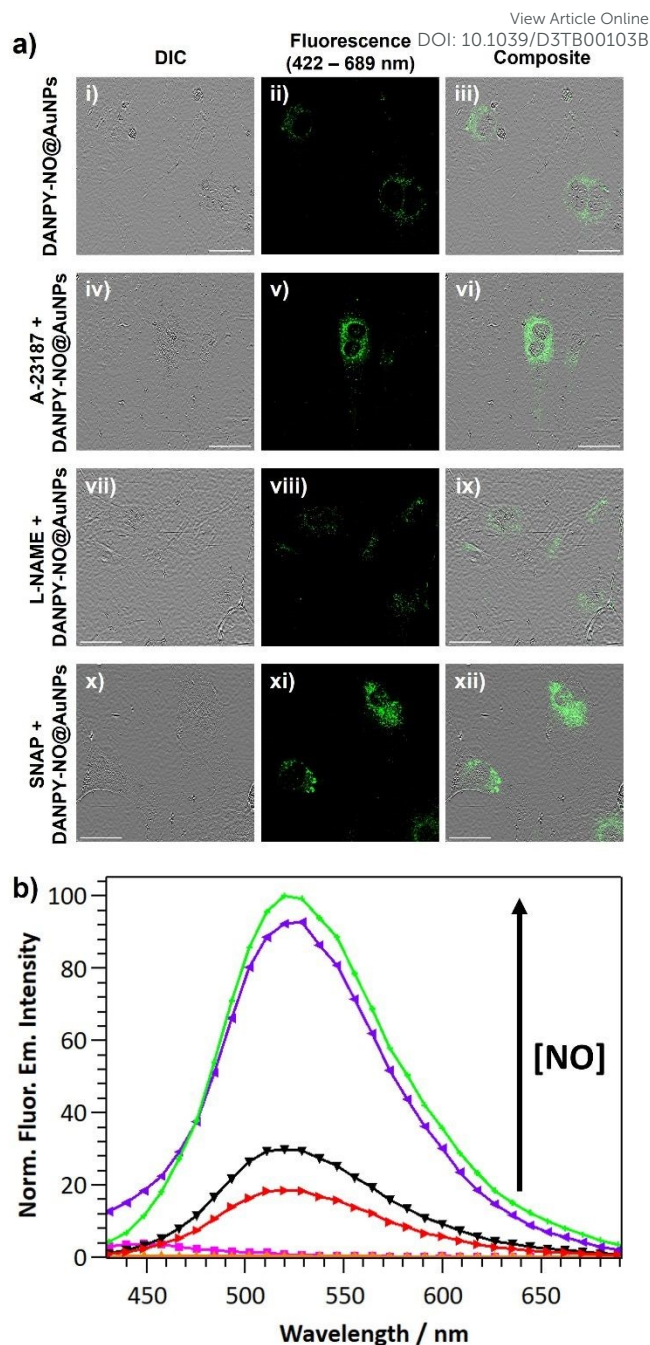 View Article Online
DOI: 10.1039/D3TB00103B
a)
DIC
Fluorescence
(422 – 689 nm)
Composite
DANPY-NO@AuNPs
i)
ii)
iii)
A-23187 +
DANPY-NO@AuNPs
iv)
v)
vi)
L-NAME +
DANPY-NO@AuNPs
vii)
viii)
ix)
SNAP +
DANPY-NO@AuNPs
x)
xi)
xii)
b)
Norm. Fluor. Em. Intensity
100
80
60
40
20
0
[NO]
450
500
550
600
650
Wavelength / nm